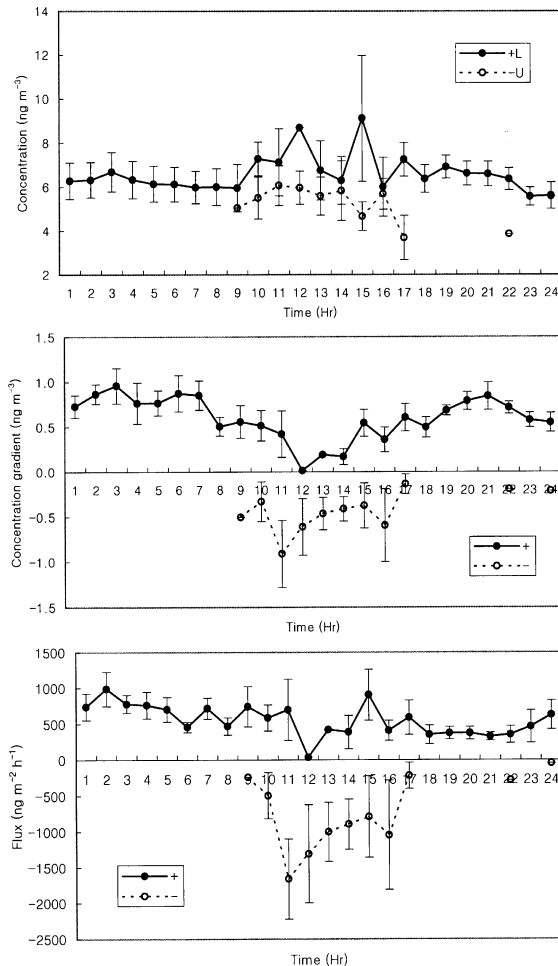 14
12
10
8
6
4
2
Concentration (ng m⁻³)
+L
−U
1 2 3 4 5 6 7 8 9 10 11 12 13 14 15 16 17 18 19 20 21 22 23 24
Time (Hr)
1.5
1.0
0.5
0.0
−0.5
−1.0
−1.5
Concentration gradient (ng m⁻³)
1 2 3 4 5 6 7 8 9 10 11 12 13 14 15 16 17 18 19 20 21 22 23 24
+
−
Time (Hr)
1500
1000
500
0
−500
−1000
−1500
−2000
−2500
Flux (ng m⁻² h⁻¹)
1 2 3 4 5 6 7 8 9 10 11 12 13 14 15 16 17 18 19 20 21 22 23 24
+
−
Time (Hr)